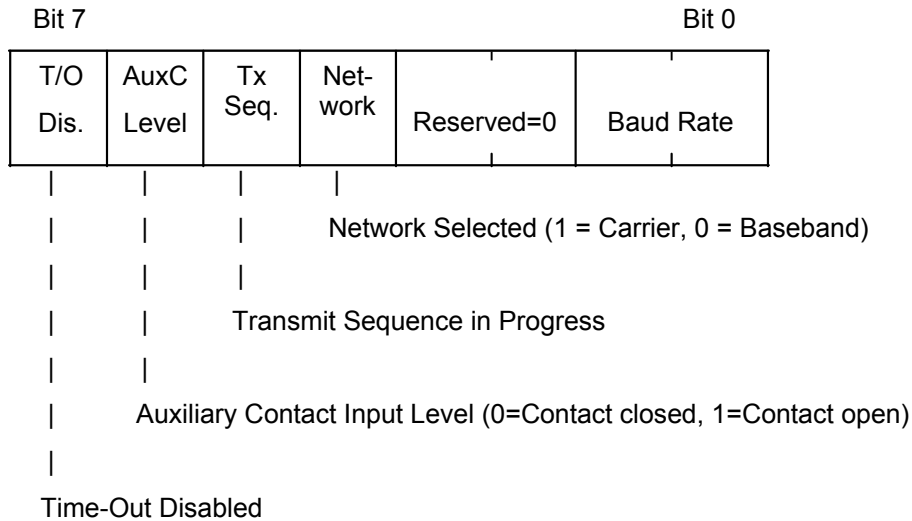 Bit 7 Bit 0
T/O AuxC Tx Net-
Dis. Level Seq. work Reserved=0 Baud Rate
Network Selected (1 = Carrier, 0 = Baseband)
Transmit Sequence in Progress
Auxiliary Contact Input Level (0=Contact closed, 1=Contact open)
Time-Out Disabled